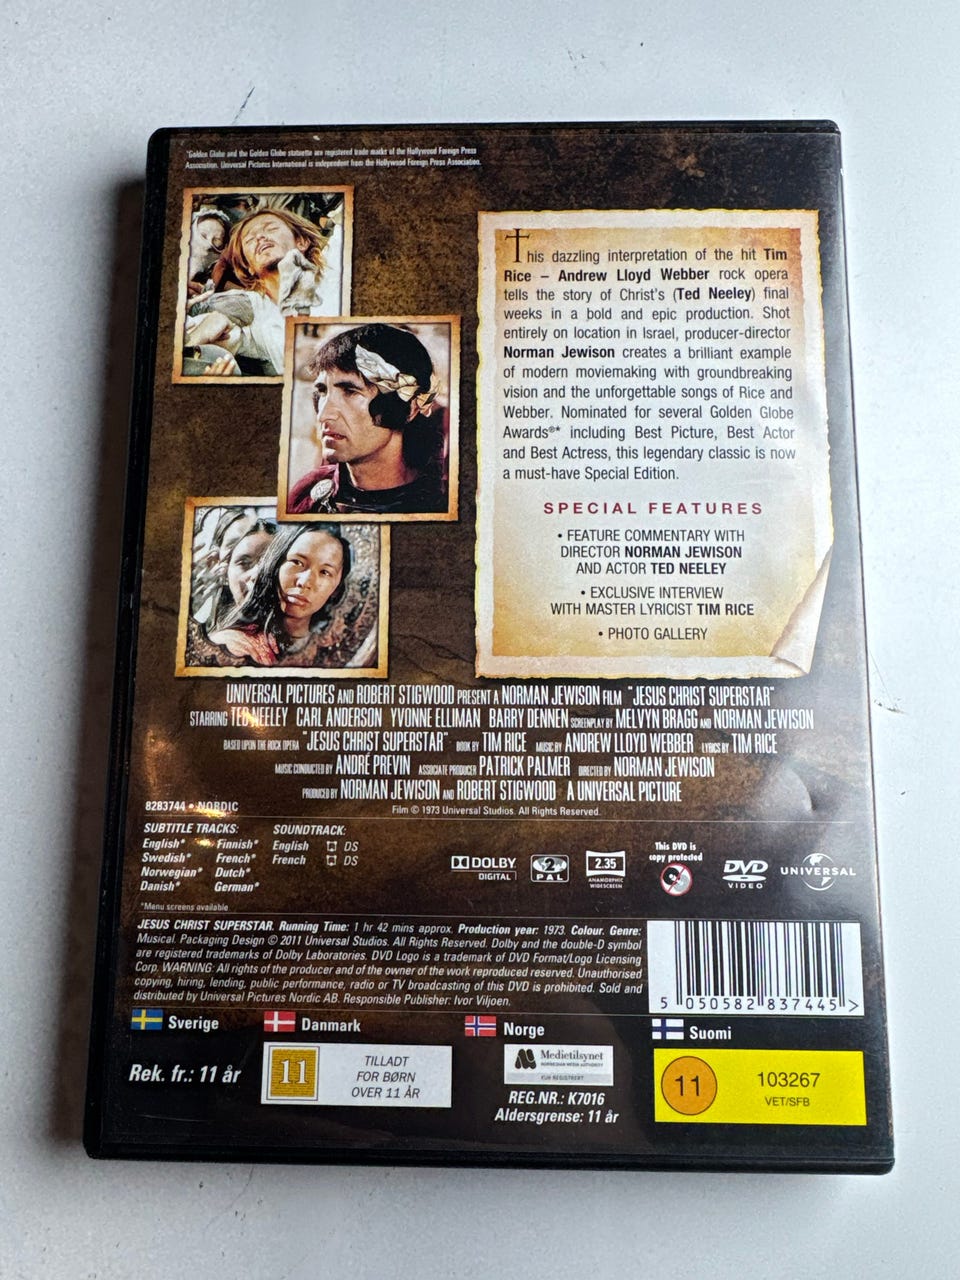 *Golden Globe and the Golden Globe statuette are registered trade marks of the Hollywood Foreign Press
Association. Universal Pictures International is independent from the Hollywood Foreign Press Association.
This dazzling interpretation of the hit Tim
Rice – Andrew Lloyd Webber rock opera
tells the story of Christ's (Ted Neeley) final
weeks in a bold and epic production. Shot
entirely on location in Israel, producer-director
Norman Jewison creates a brilliant example
of modern moviemaking with groundbreaking
vision and the unforgettable songs of Rice and
Webber. Nominated for several Golden Globe
Awards®* including Best Picture, Best Actor
and Best Actress, this legendary classic is now
a must-have Special Edition.
SPECIAL FEATURES
• FEATURE COMMENTARY WITH
DIRECTOR NORMAN JEWISON
AND ACTOR TED NEELEY
• EXCLUSIVE INTERVIEW
WITH MASTER LYRICIST TIM RICE
• PHOTO GALLERY
UNIVERSAL PICTURES AND ROBERT STIGWOOD PRESENT A NORMAN JEWISON FILM "JESUS CHRIST SUPERSTAR"
STARRING TED NEELEY CARL ANDERSON YVONNE ELLIMAN BARRY DENNEN SCREENPLAY BY MELVYN BRAGG AND NORMAN JEWISON
BASED UPON THE ROCK OPERA "JESUS CHRIST SUPERSTAR" BOOK BY TIM RICE MUSIC BY ANDREW LLOYD WEBBER LYRICS BY TIM RICE
MUSIC CONDUCTED BY ANDRÉ PREVIN ASSOCIATE PRODUCER PATRICK PALMER DIRECTED BY NORMAN JEWISON
PRODUCED BY NORMAN JEWISON AND ROBERT STIGWOOD A UNIVERSAL PICTURE
Film © 1973 Universal Studios. All Rights Reserved.
8283744 • NORDIC
SUBTITLE TRACKS:
English* Finnish*
Swedish* French*
Norwegian* Dutch*
Danish* German*
*Menu screens available
SOUNDTRACK:
English DS
French DS
DOLBY
DIGITAL
2
PAL
2.35
ANAMORPHIC
WIDESCREEN
This DVD is
copy protected
DVD
VIDEO
UNIVERSAL
JESUS CHRIST SUPERSTAR. Running Time: 1 hr 42 mins approx. Production year: 1973. Colour. Genre:
Musical. Packaging Design © 2011 Universal Studios. All Rights Reserved. Dolby and the double-D symbol
are registered trademarks of Dolby Laboratories. DVD Logo is a trademark of DVD Format/Logo Licensing
Corp. WARNING: All rights of the producer and of the owner of the work reproduced reserved. Unauthorised
copying, hiring, lending, public performance, radio or TV broadcasting of this DVD is prohibited. Sold and
distributed by Universal Pictures Nordic AB. Responsible Publisher: Ivor Viljoen.
5 050582 837445 >
Sverige
Rek. fr.: 11 år
Danmark
11
TILLADT
FOR BØRN
OVER 11 ÅR
Norge
Medietilsynet
NORWEGIAN MEDIA AUTHORITY
KUN REGISTRERT
REG.NR.: K7016
Aldersgrense: 11 år
Suomi
11
103267
VET/SFB